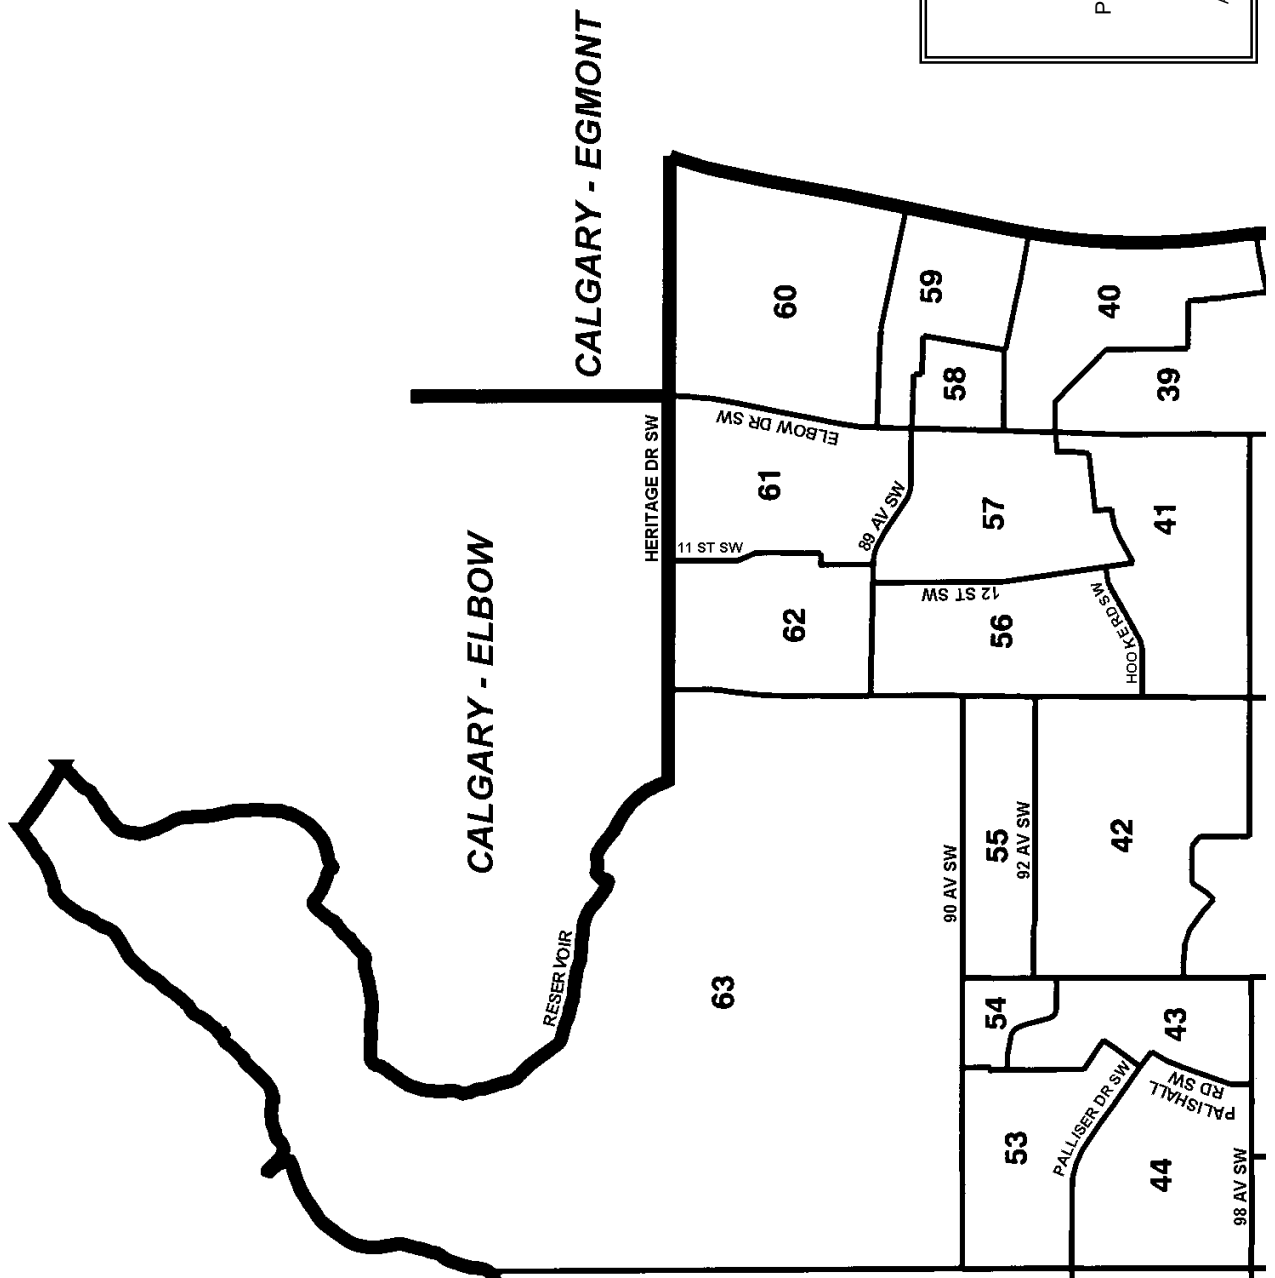 P
CALGARY - EGMONT
CALGARY - ELBOW
HERITAGE DR SW
ELBOW DR SW
60
59
58
40
39
61
11 ST SW
89 AV SW
57
41
62
12 ST SW
56
HOOKE RD SW
RESERVOIR
63
90 AV SW
55
92 AV SW
42
54
43
53
PALLISER DR SW
PALISHALL
RD SW
44
98 AV SW